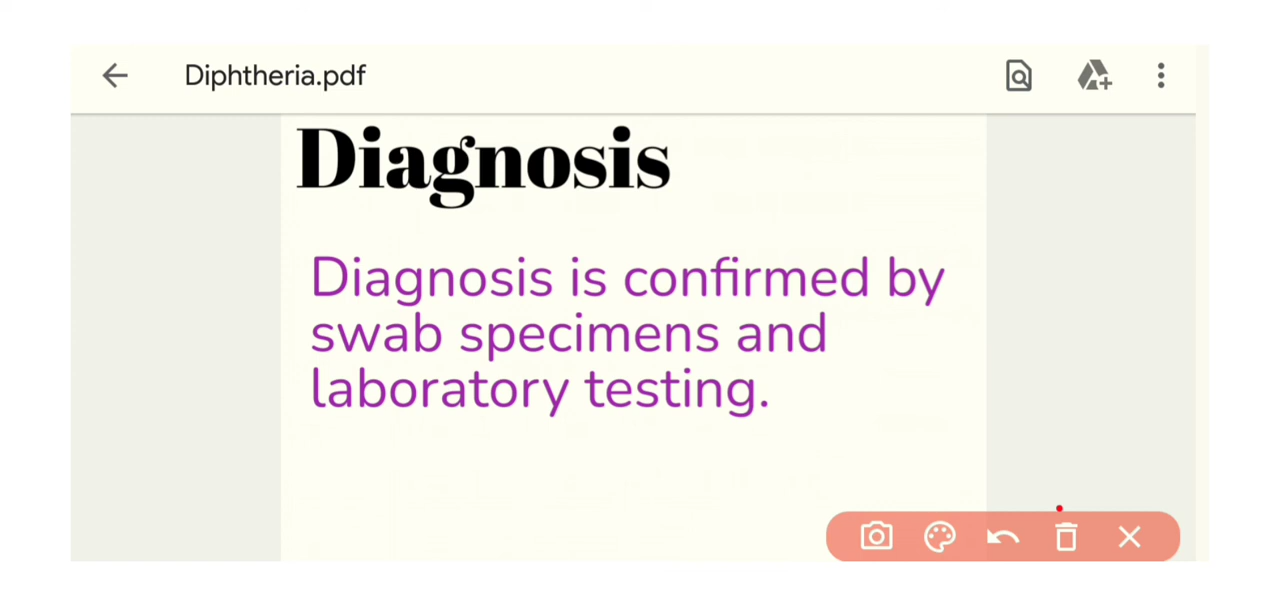 Diphtheria.pdf
Diagnosis
Diagnosis is confirmed by
swab specimens and
laboratory testing.